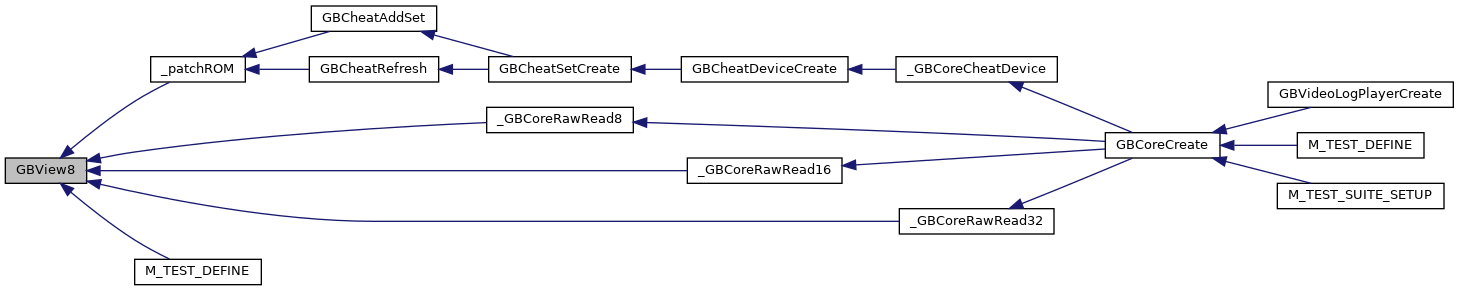 GBCheatAddSet
_patchROM
GBCheatRefresh
GBCheatSetCreate
GBCheatDeviceCreate
_GBCoreCheatDevice
GBVideoLogPlayerCreate
_GBCoreRawRead8
GBCoreCreate
M_TEST_DEFINE
GBView8
_GBCoreRawRead16
M_TEST_SUITE_SETUP
_GBCoreRawRead32
M_TEST_DEFINE